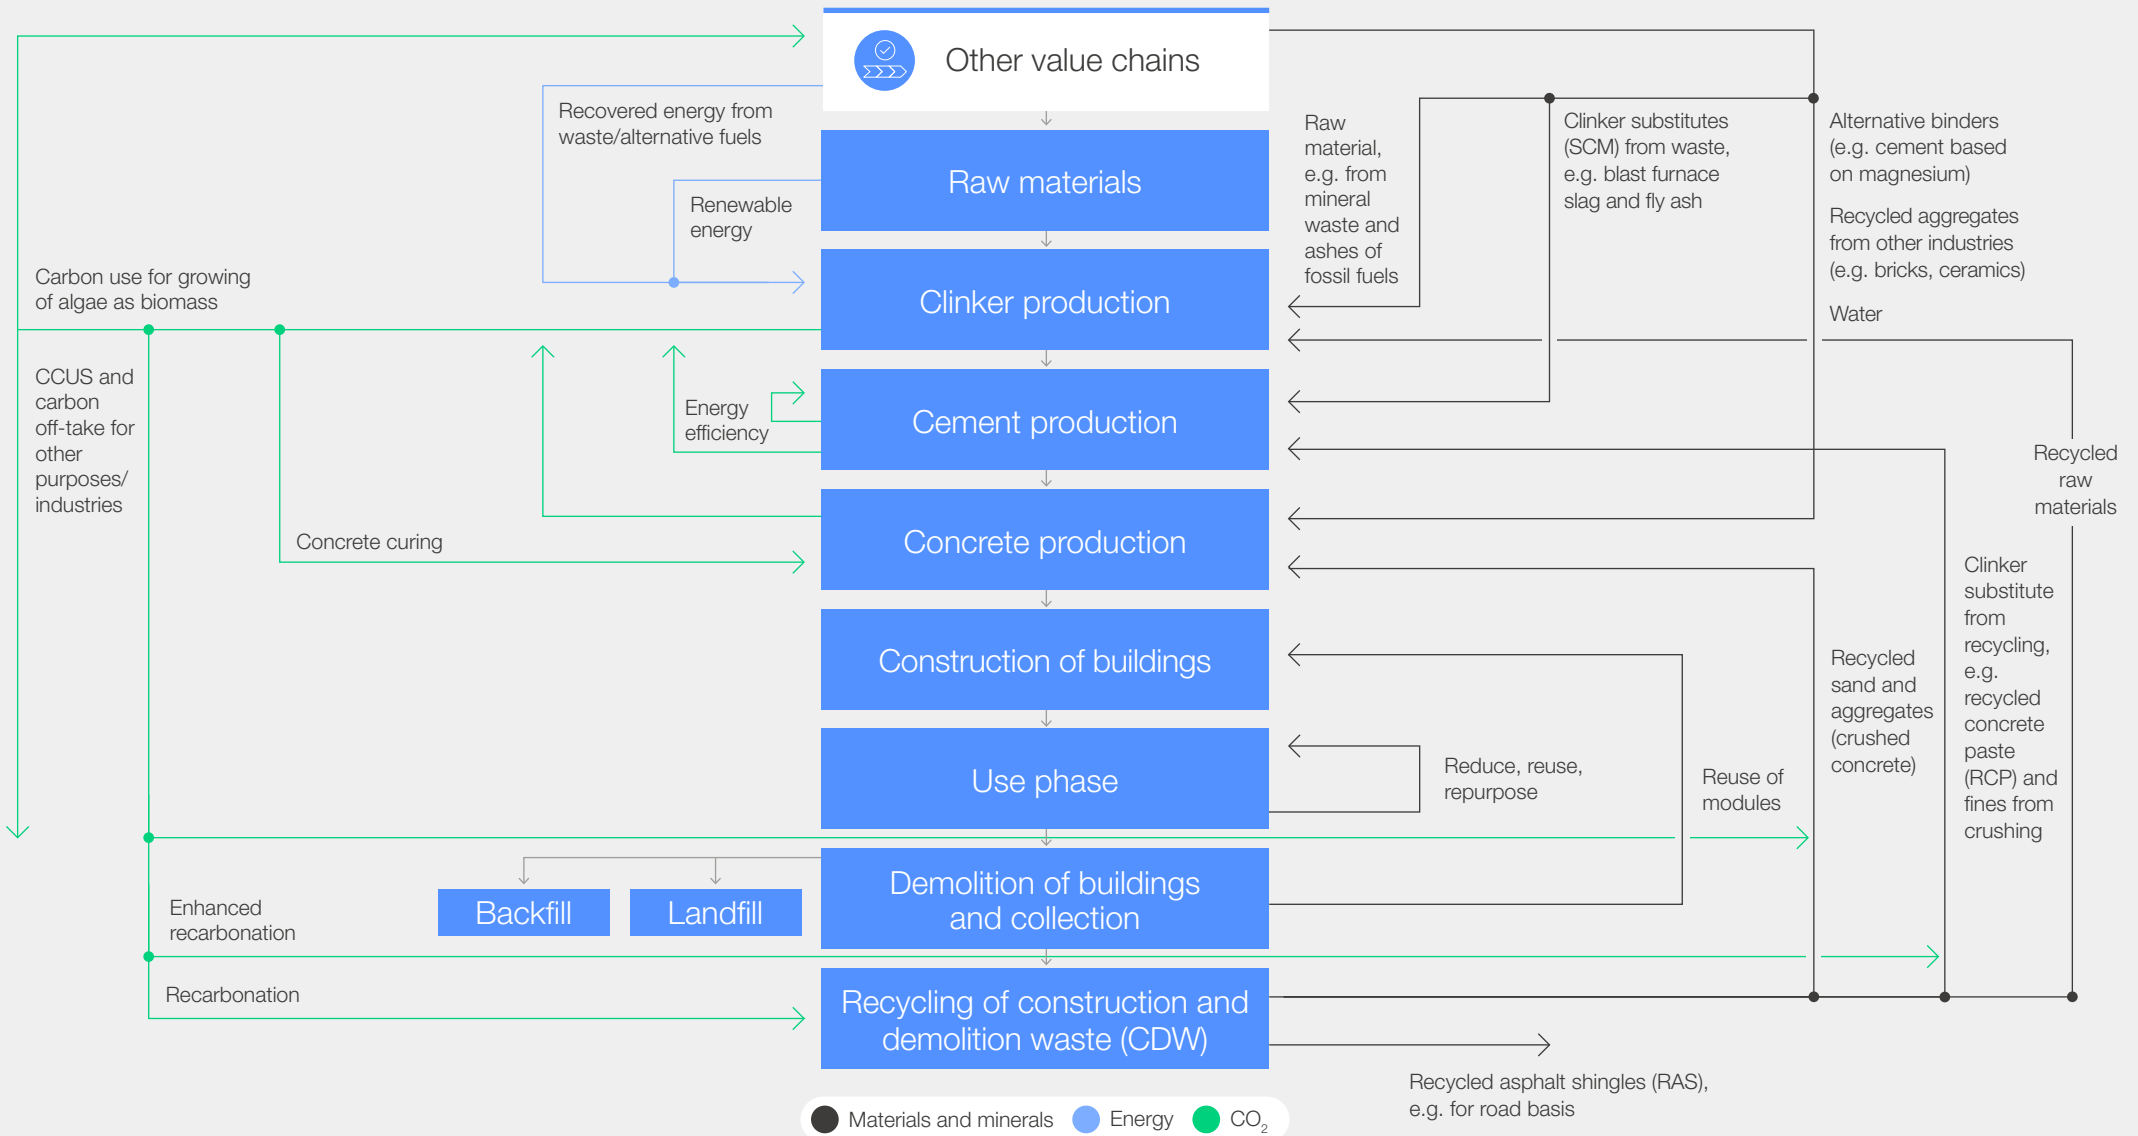 Other value chains
Recovered energy from
waste/alternative fuels
Raw materials
Renewable
energy
Raw
material,
e.g. from
mineral
waste and
ashes of
fossil fuels
Clinker substitutes
(SCM) from waste,
e.g. blast furnace
slag and fly ash
Alternative binders
(e.g. cement based
on magnesium)
Recycled aggregates
from other industries
(e.g. bricks, ceramics)
Water
Carbon use for growing
of algae as biomass
Clinker production
CCUS and
carbon
off-take for
other
purposes/
industries
Energy
efficiency
Cement production
Recycled
raw
materials
Concrete curing
Concrete production
Clinker
substitute
from
recycling,
e.g.
recycled
concrete
paste
(RCP) and
fines from
crushing
Construction of buildings
Recycled
sand and
aggregates
(crushed
concrete)
Use phase
Reduce, reuse,
repurpose
Reuse of
modules
Backfill
Landfill
Demolition of buildings
and collection
Enhanced
recarbonation
Recarbonation
Recycling of construction and
demolition waste (CDW)
Recycled asphalt shingles (RAS),
e.g. for road basis
Materials and minerals
Energy
CO₂